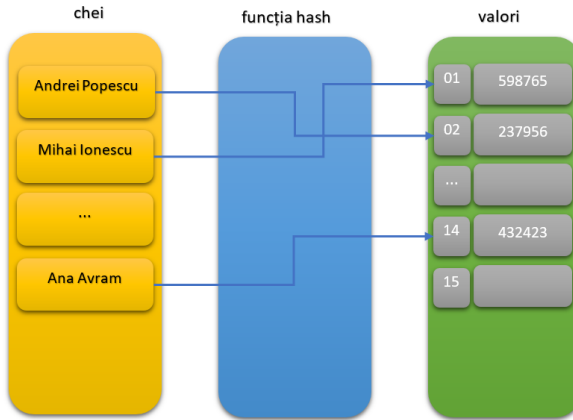 chei
funcția hash
valori
Andrei Popescu
Mihai Ionescu
...
Ana Avram
01 598765
02 237956
...
14 432423
15